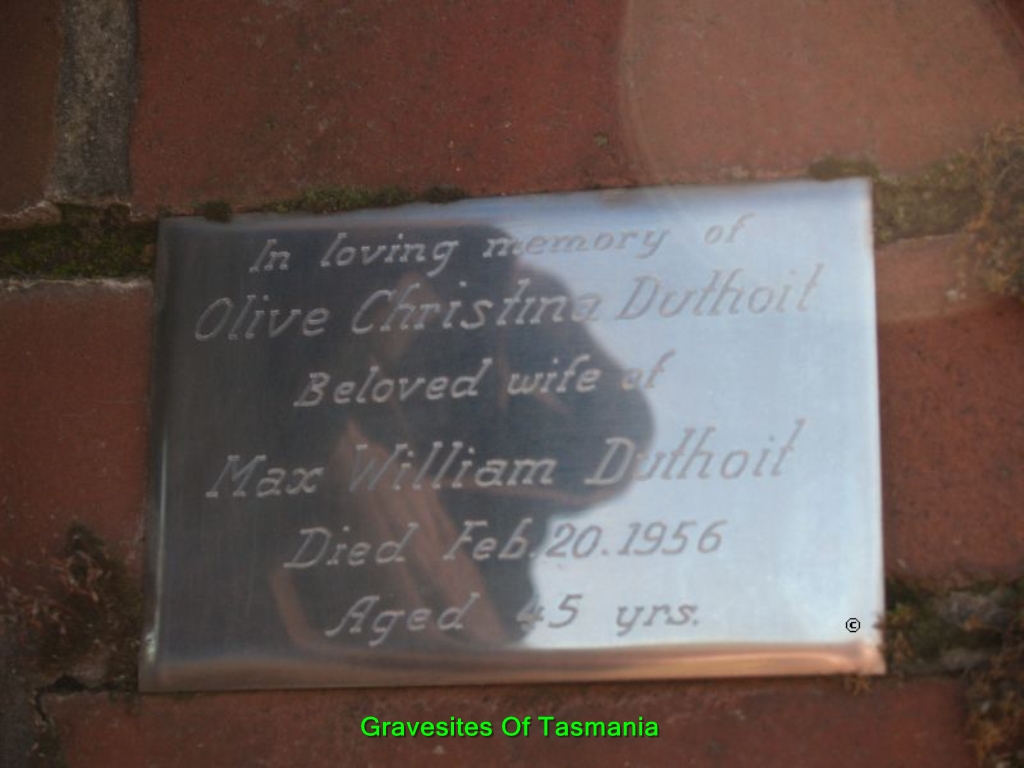 In loving memory of
Olive Christina Duthoit
Beloved wife of
Max William Duthoit
Died Feb. 20. 1956
Aged 45 yrs.
©
Gravesites Of Tasmania